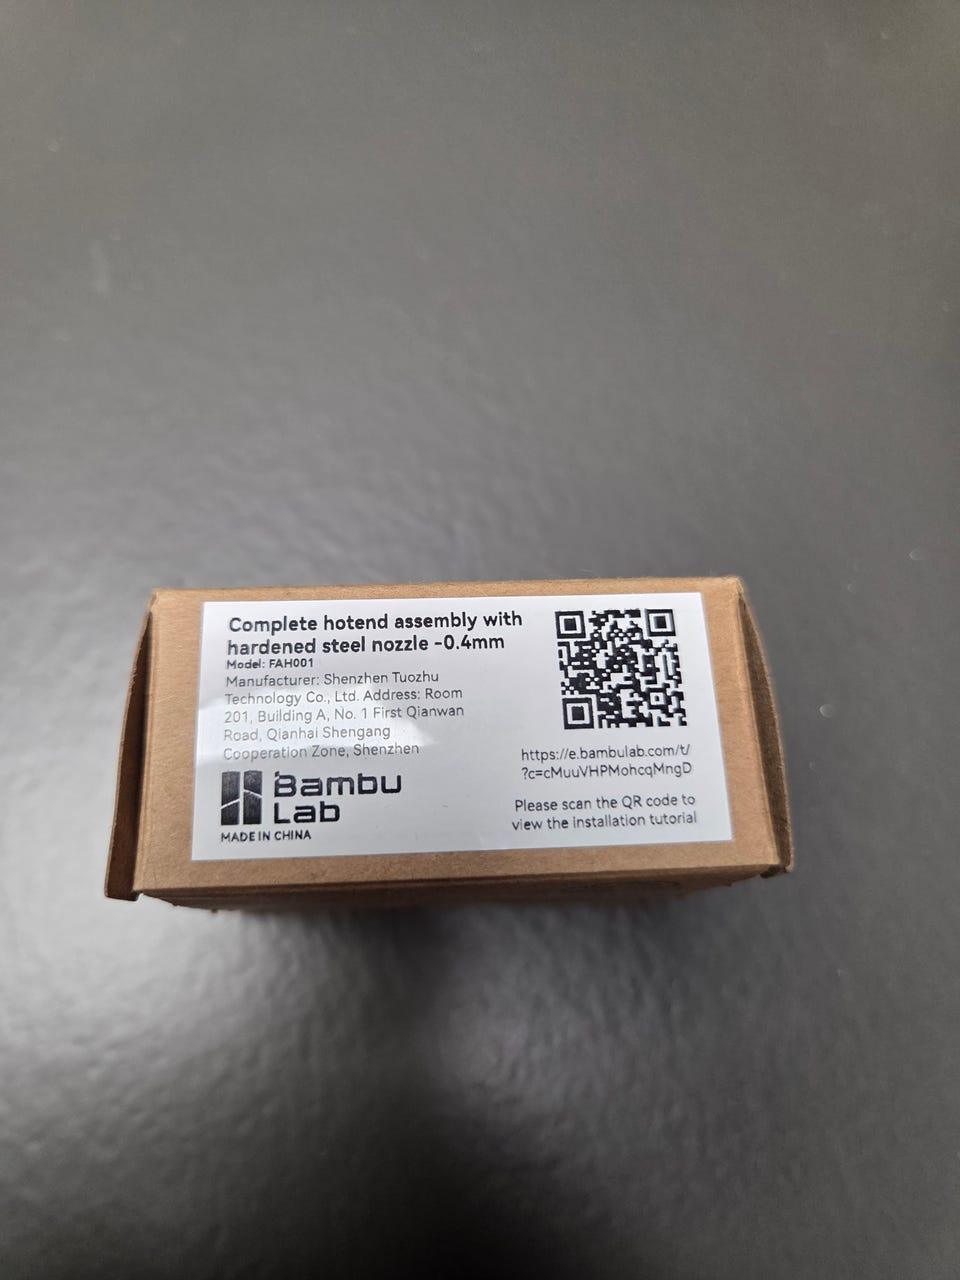 Complete hotend assembly with
hardened steel nozzle -0.4mm
Model: FAH001
Manufacturer: Shenzhen Tuozhu
Technology Co., Ltd. Address: Room
201, Building A, No. 1 First Qianwan
Road, Qianhai Shengang
Cooperation Zone, Shenzhen
Bambu
Lab
MADE IN CHINA
https://e.bambulab.com/t/
?c=cMuuVHPMohcqMngD
Please scan the QR code to
view the installation tutorial